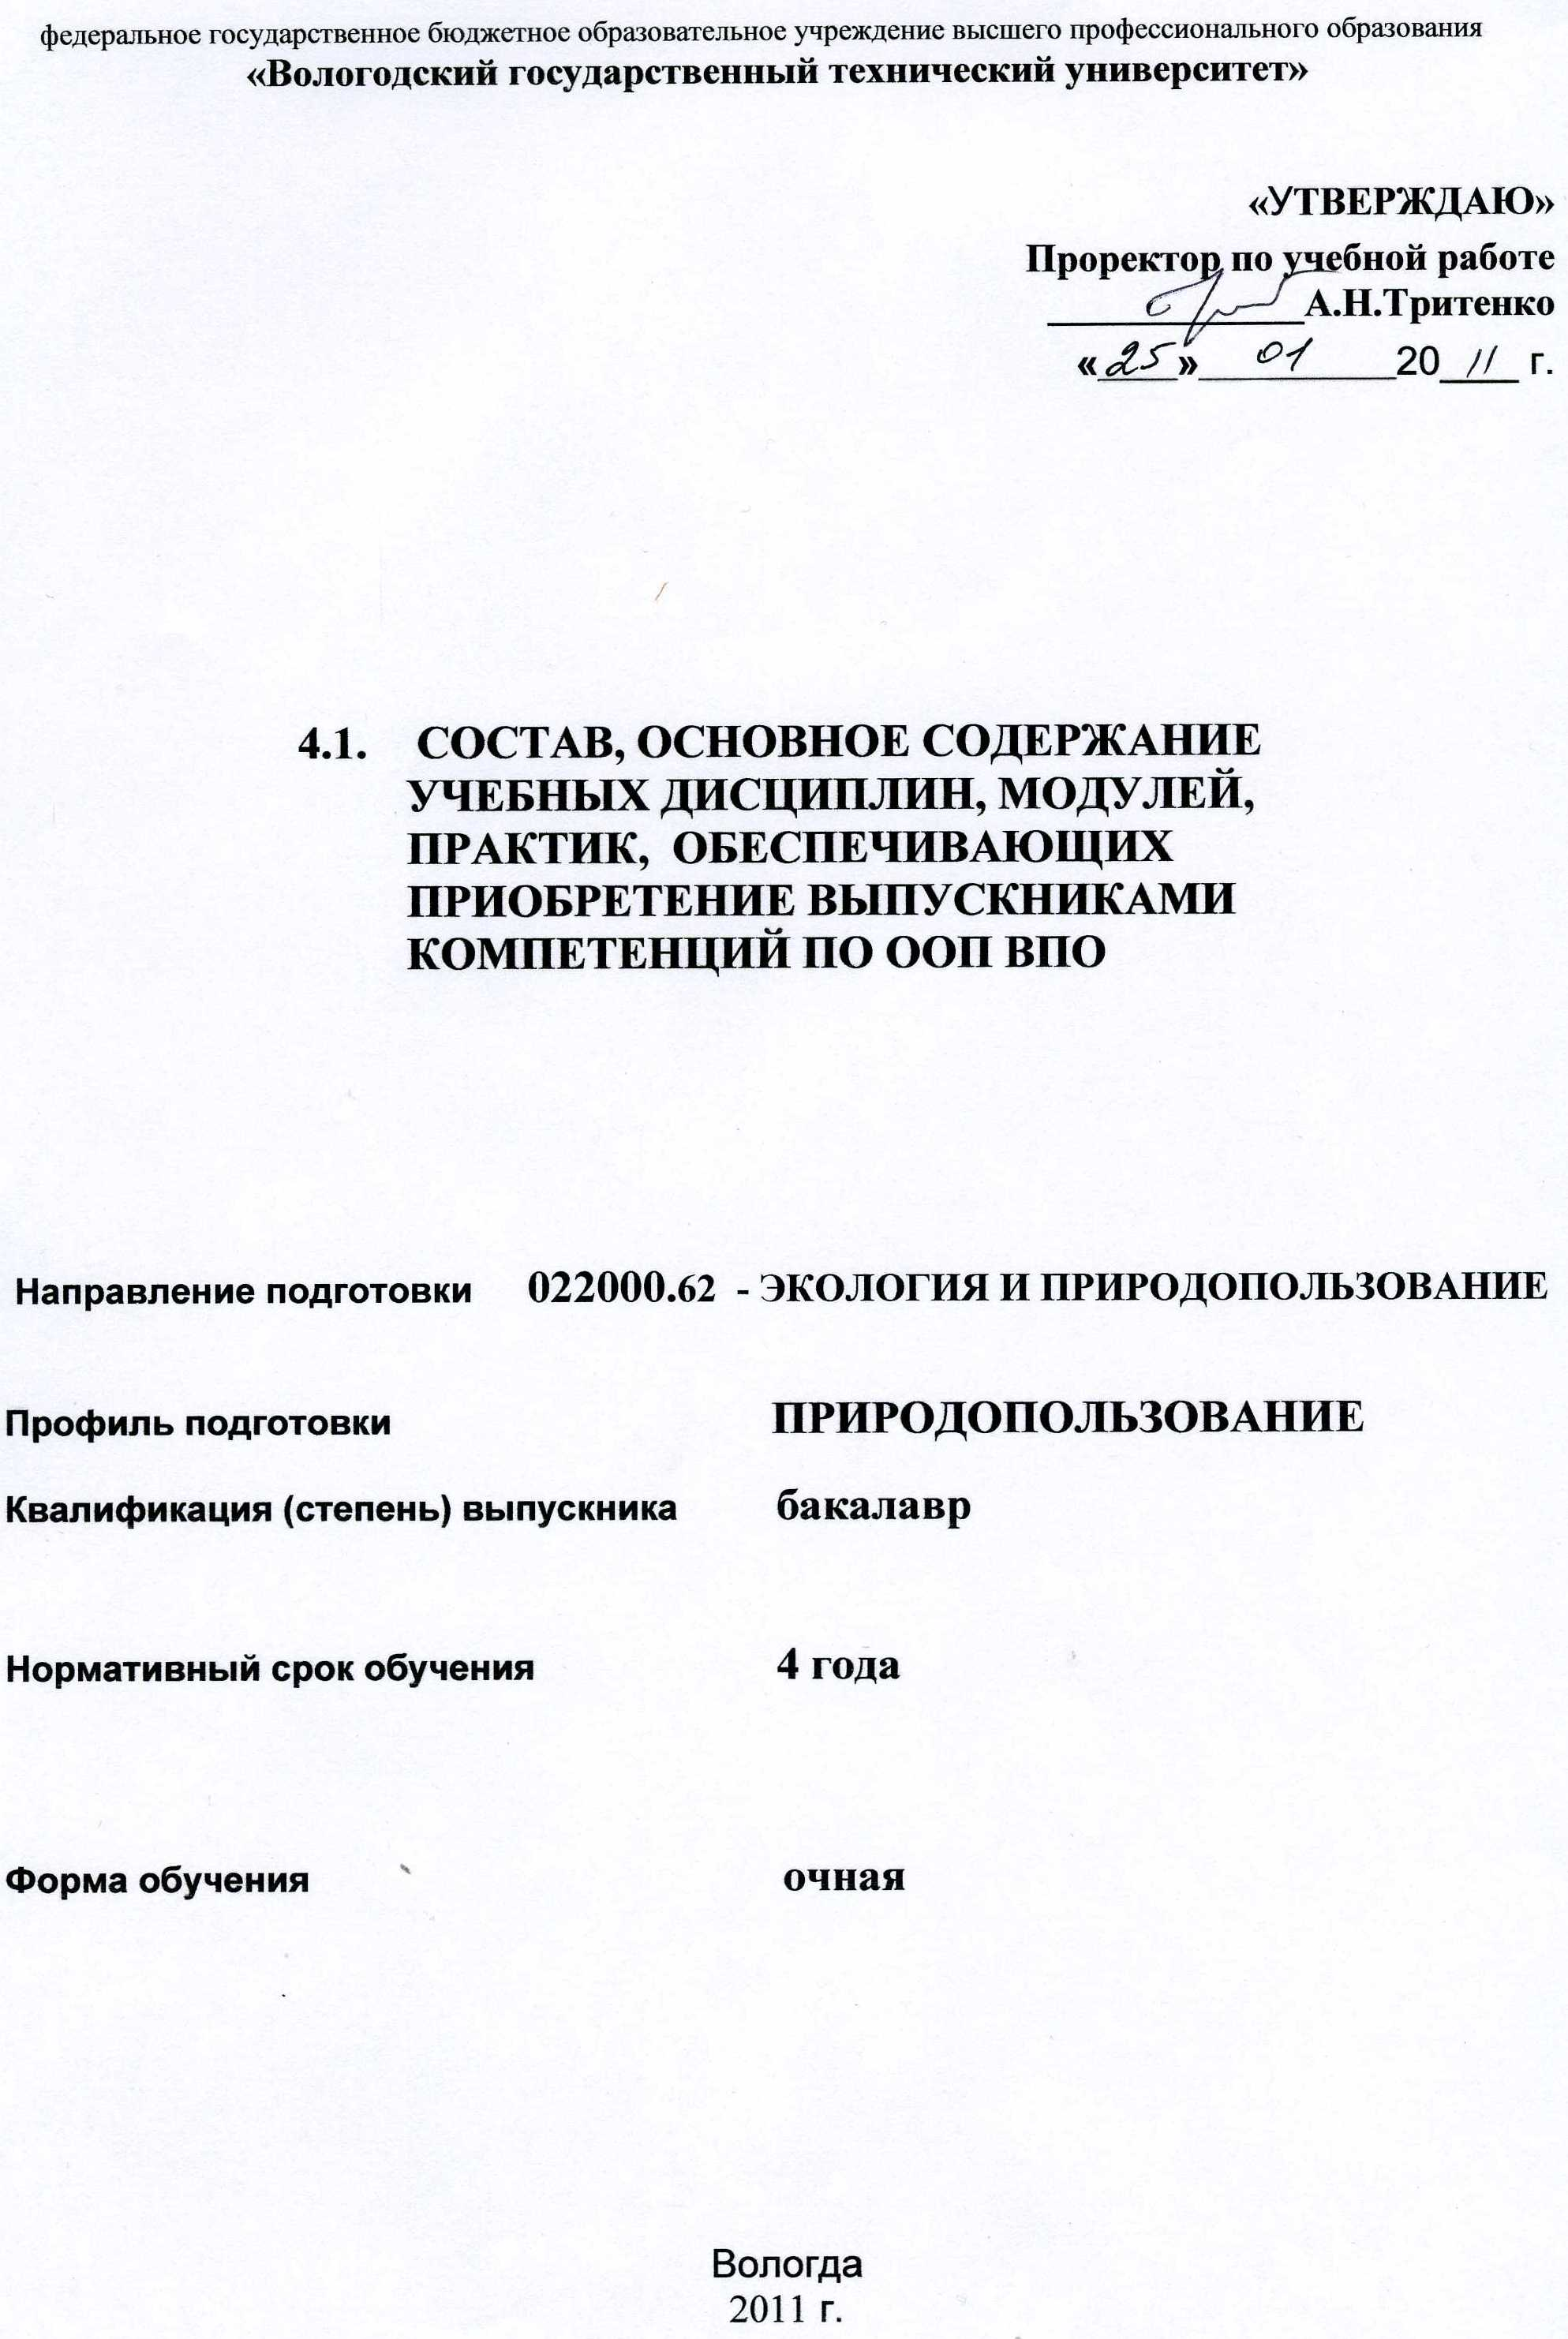 федеральное государственное бюджетное образовательное учреждение высшего профессионального образования
«Вологодский государственный технический университет»
«УТВЕРЖДАЮ»
Проректор по учебной работе
____________А.Н.Тритенко
«25» 01 2011 г.
4.1. СОСТАВ, ОСНОВНОЕ СОДЕРЖАНИЕ
УЧЕБНЫХ ДИСЦИПЛИН, МОДУЛЕЙ,
ПРАКТИК, ОБЕСПЕЧИВАЮЩИХ
ПРИОБРЕТЕНИЕ ВЫПУСКНИКАМИ
КОМПЕТЕНЦИЙ ПО ООП ВПО
Направление подготовки 022000.62 - ЭКОЛОГИЯ И ПРИРОДОПОЛЬЗОВАНИЕ
Профиль подготовки ПРИРОДОПОЛЬЗОВАНИЕ
Квалификация (степень) выпускника бакалавр
Нормативный срок обучения 4 года
Форма обучения очная
Вологда
2011 г.